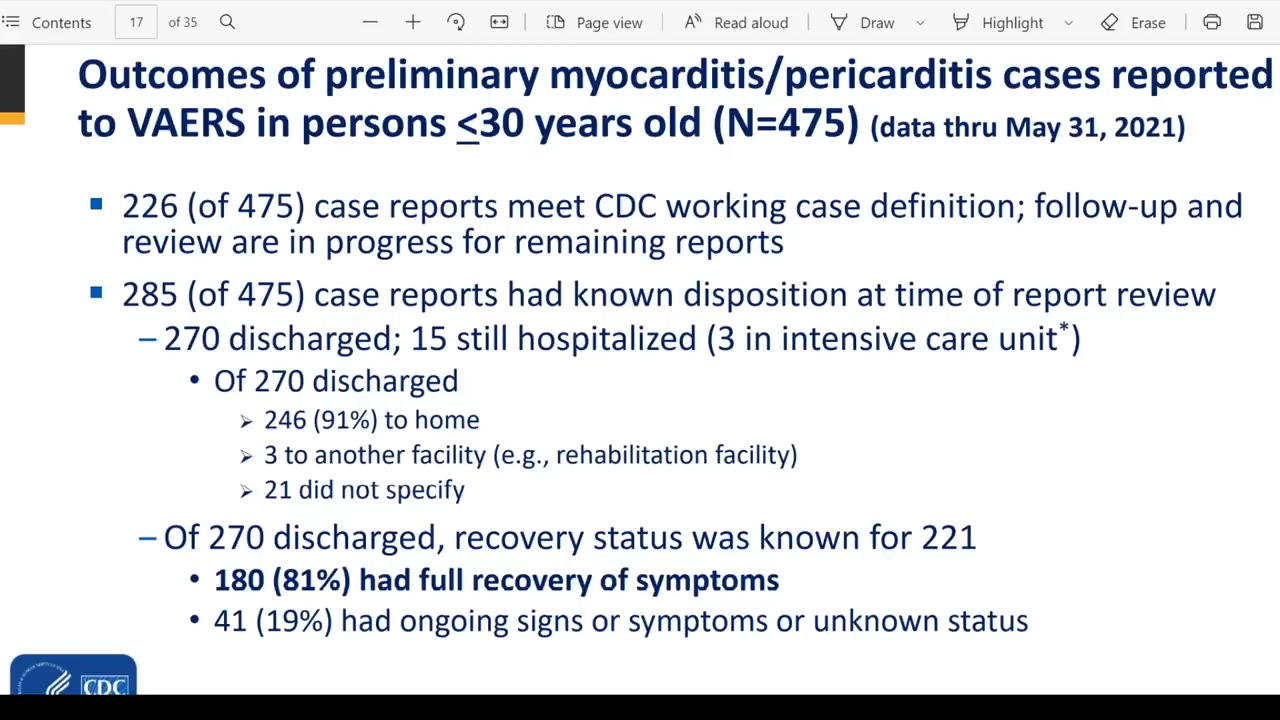 Contents 17 of 35 Page view Read aloud Draw Highlight Erase
Outcomes of preliminary myocarditis/pericarditis cases reported
to VAERS in persons <30 years old (N=475) (data thru May 31, 2021)
▪ 226 (of 475) case reports meet CDC working case definition; follow-up and
review are in progress for remaining reports
▪ 285 (of 475) case reports had known disposition at time of report review
– 270 discharged; 15 still hospitalized (3 in intensive care unit*)
• Of 270 discharged
➢ 246 (91%) to home
➢ 3 to another facility (e.g., rehabilitation facility)
➢ 21 did not specify
– Of 270 discharged, recovery status was known for 221
• 180 (81%) had full recovery of symptoms
• 41 (19%) had ongoing signs or symptoms or unknown status
CDC